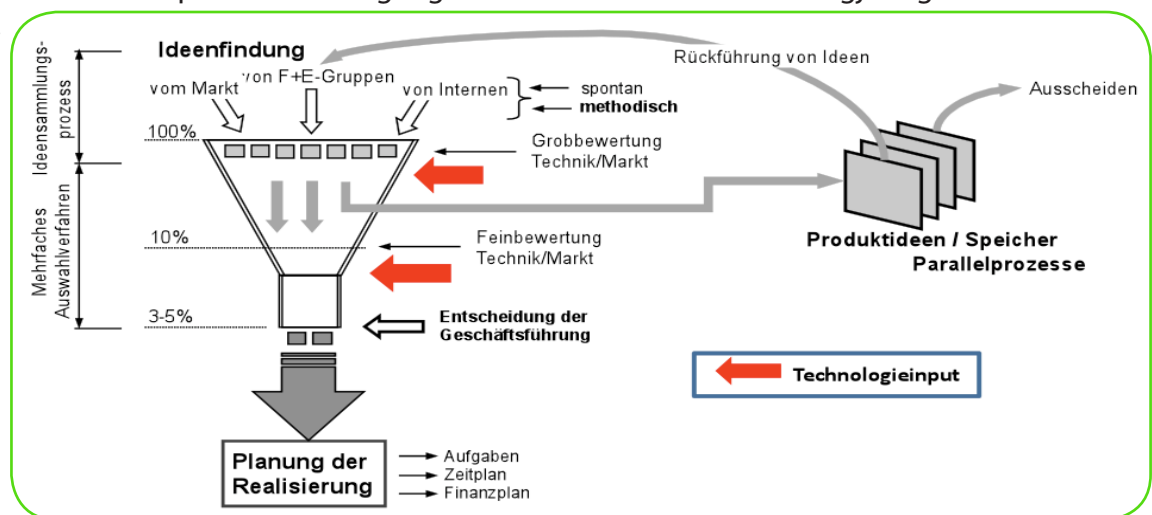 Ideenfindung
von F+E-Gruppen
vom Markt
von Internen
spontan
methodisch
Rückführung von Ideen
Ausscheiden
Ideensammlungs-
prozess
100%
Grobbewertung
Technik/Markt
Mehrfaches
Auswahlverfahren
10%
Feinbewertung
Technik/Markt
Produktideen / Speicher
Parallelprozesse
3-5%
Entscheidung der
Geschäftsführung
Technologieinput
Planung der
Realisierung
Aufgaben
Zeitplan
Finanzplan